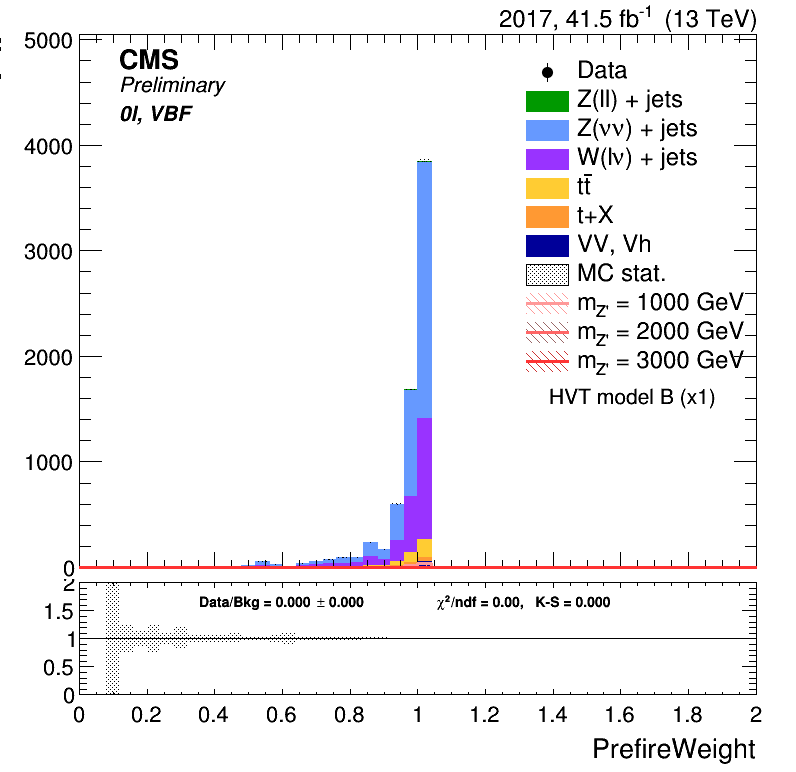 2017, 41.5 fb⁻¹ (13 TeV)
CMS
Preliminary
0l, VBF
Data
Z(ll) + jets
Z(νν) + jets
W(lν) + jets
tt̄
t+X
VV, Vh
MC stat.
m_Z' = 1000 GeV
m_Z' = 2000 GeV
m_Z' = 3000 GeV
HVT model B (x1)
5000
4000
3000
2000
1000
0
Data/Bkg = 0.000 ± 0.000
χ²/ndf = 0.00, K-S = 0.000
2
1.5
1
0.5
0
0 0.2 0.4 0.6 0.8 1 1.2 1.4 1.6 1.8 2
PrefireWeight